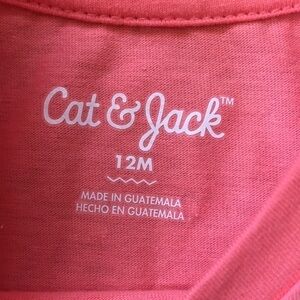 Cat & Jack™
12M
MADE IN GUATEMALA
HECHO EN GUATEMALA